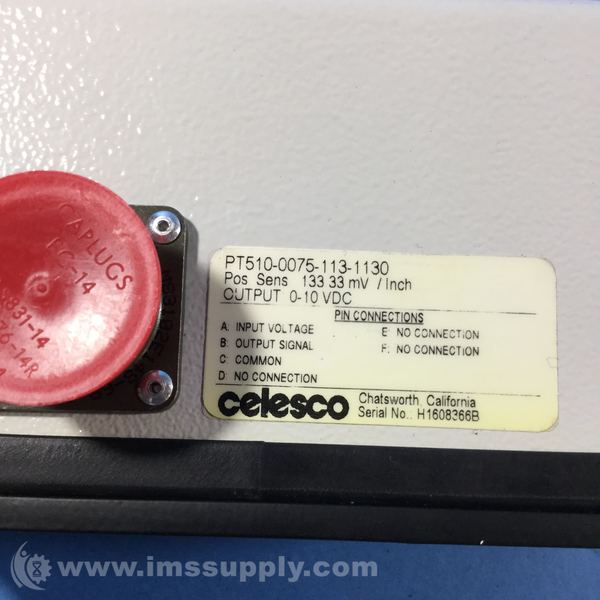 CAPLUGS
EC-14
PT510-0075-113-1130
Pos Sens 133 33 mV / Inch
OUTPUT 0-10 VDC
PIN CONNECTIONS
A: INPUT VOLTAGE E: NO CONNECTION
B: OUTPUT SIGNAL F: NO CONNECTION
C: COMMON
D: NO CONNECTION
celesco
Chatsworth, California
Serial No.: H1608366B
www.imssupply.com